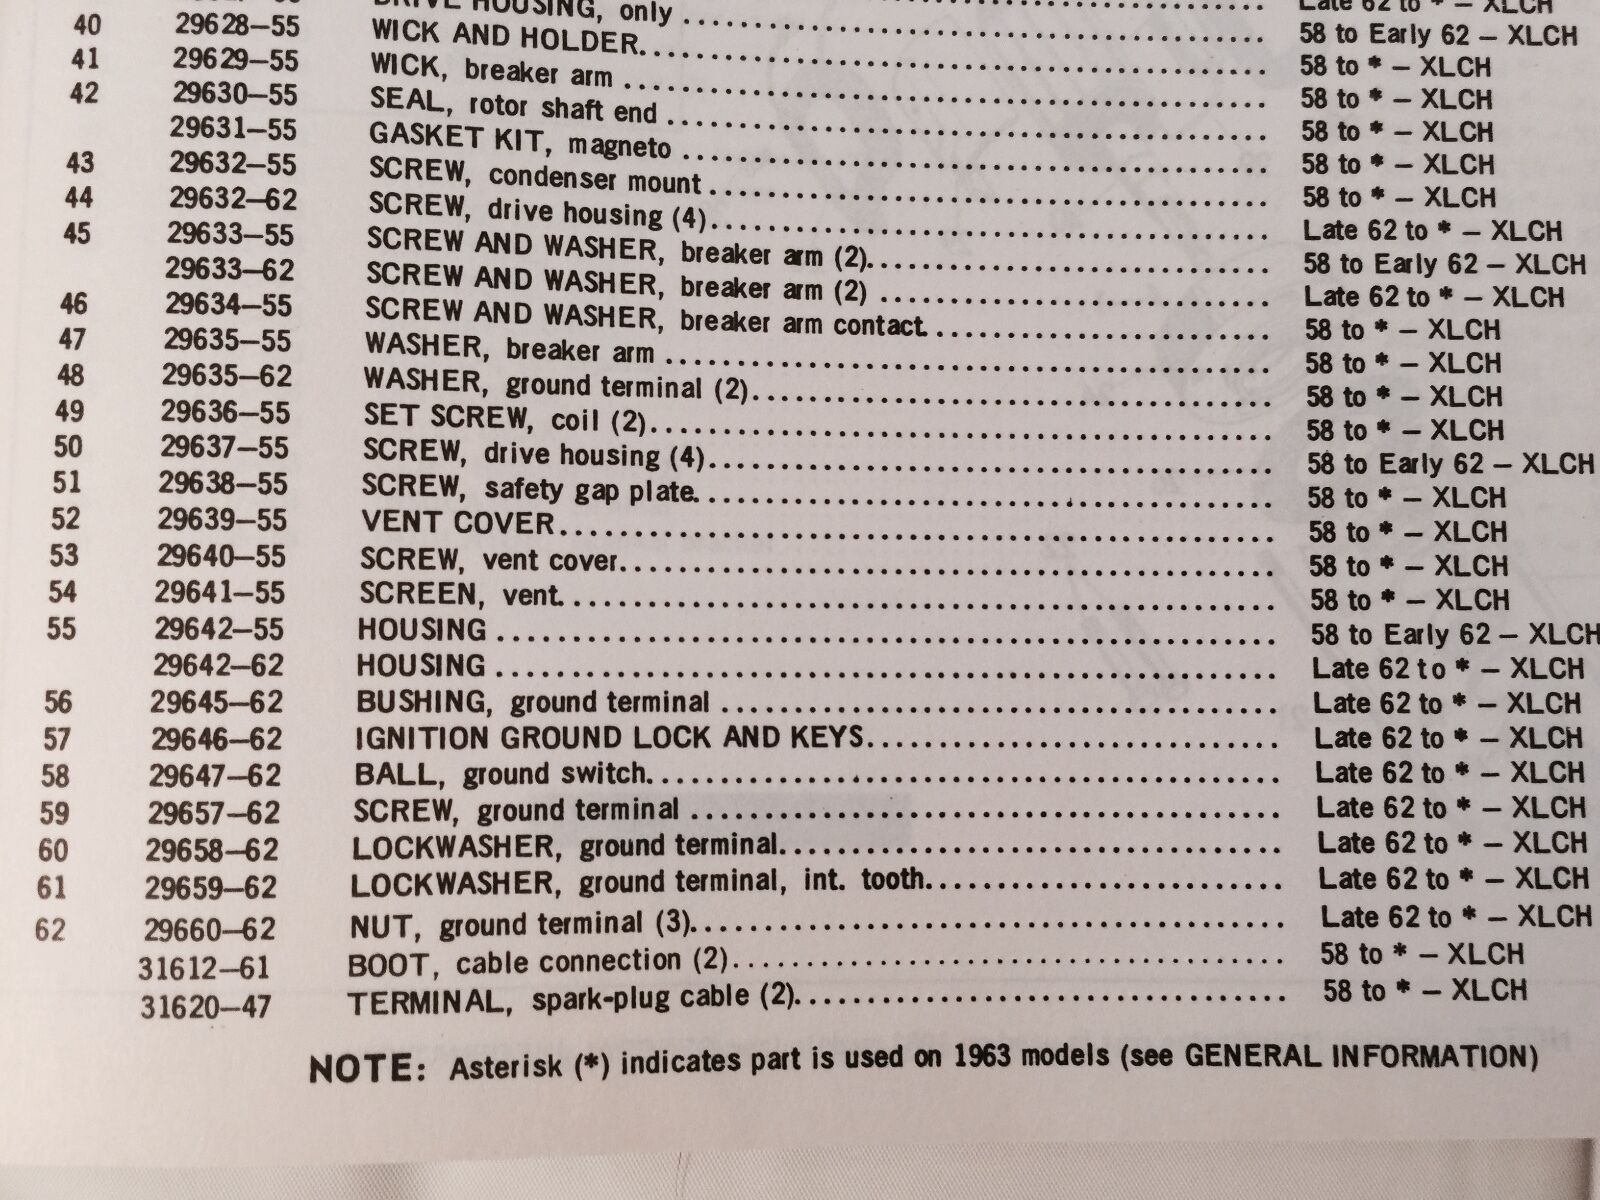 Late 62 to * – XLCH
DRIVE HOUSING, only ........ 58 to Early 62 – XLCH
40 29628–55 WICK AND HOLDER........ 58 to * – XLCH
41 29629–55 WICK, breaker arm ........ 58 to * – XLCH
42 29630–55 SEAL, rotor shaft end ........ 58 to * – XLCH
29631–55 GASKET KIT, magneto ........ 58 to * – XLCH
43 29632–55 SCREW, condenser mount ........ 58 to * – XLCH
44 29632–62 SCREW, drive housing (4)........ Late 62 to * – XLCH
45 29633–55 SCREW AND WASHER, breaker arm (2)........ 58 to Early 62 – XLCH
29633–62 SCREW AND WASHER, breaker arm (2) ........ Late 62 to * – XLCH
46 29634–55 SCREW AND WASHER, breaker arm contact........ 58 to * – XLCH
47 29635–55 WASHER, breaker arm ........ 58 to * – XLCH
48 29635–62 WASHER, ground terminal (2)........ 58 to * – XLCH
49 29636–55 SET SCREW, coil (2)........ 58 to * – XLCH
50 29637–55 SCREW, drive housing (4)........ 58 to Early 62 – XLCH
51 29638–55 SCREW, safety gap plate........ 58 to * – XLCH
52 29639–55 VENT COVER........ 58 to * – XLCH
53 29640–55 SCREW, vent cover........ 58 to * – XLCH
54 29641–55 SCREEN, vent........ 58 to * – XLCH
55 29642–55 HOUSING ........ 58 to Early 62 – XLCH
29642–62 HOUSING ........ Late 62 to * – XLCH
56 29645–62 BUSHING, ground terminal ........ Late 62 to * – XLCH
57 29646–62 IGNITION GROUND LOCK AND KEYS........ Late 62 to * – XLCH
58 29647–62 BALL, ground switch........ Late 62 to * – XLCH
59 29657–62 SCREW, ground terminal ........ Late 62 to * – XLCH
60 29658–62 LOCKWASHER, ground terminal........ Late 62 to * – XLCH
61 29659–62 LOCKWASHER, ground terminal, int. tooth........ Late 62 to * – XLCH
62 29660–62 NUT, ground terminal (3)........ Late 62 to * – XLCH
31612–61 BOOT, cable connection (2)........ 58 to * – XLCH
31620–47 TERMINAL, spark-plug cable (2)........ 58 to * – XLCH
NOTE: Asterisk (*) indicates part is used on 1963 models (see GENERAL INFORMATION)